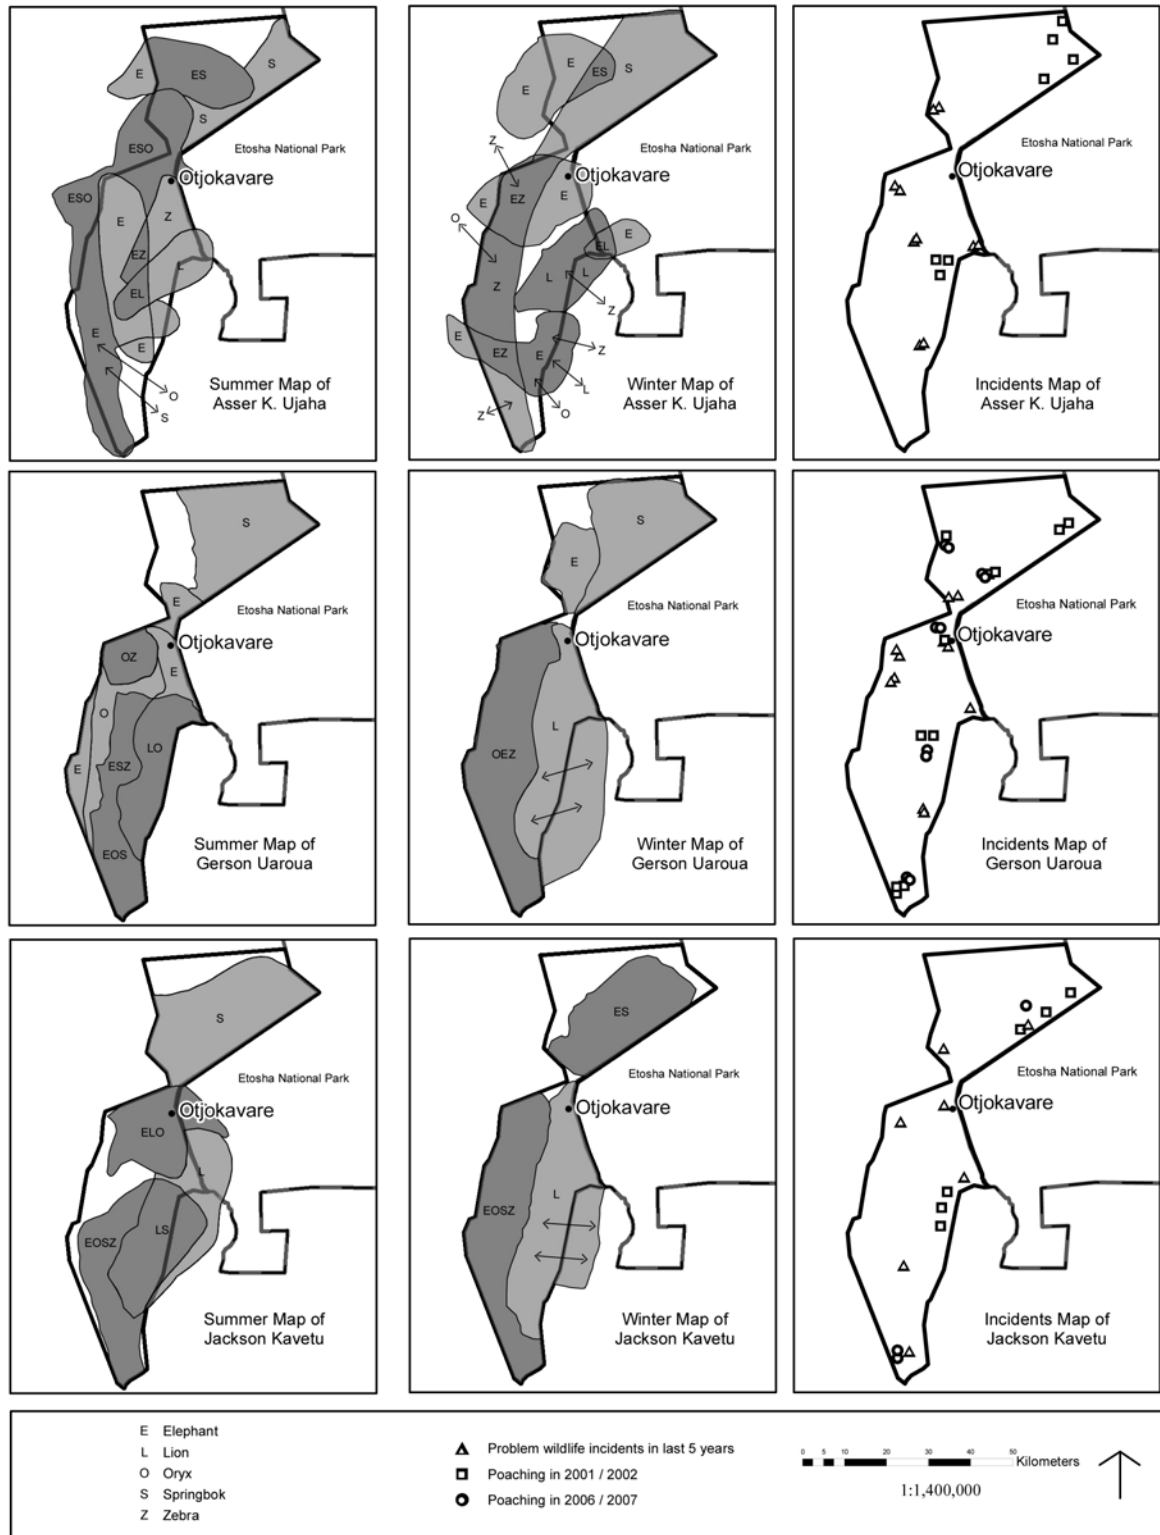 E
ES
S
S
ESO
Etosha National Park
Otjokavare
ESO
E
Z
EZ
L
EL
E
E
O
S
Summer Map of
Asser K. Ujaha
E
ES
S
E
Z
Etosha National Park
Otjokavare
E
EZ
E
O
EL
E
Z
L
L
Z
E
EZ
E
Z
L
Z
O
Winter Map of
Asser K. Ujaha
Etosha National Park
Otjokavare
Incidents Map of
Asser K. Ujaha
S
E
Etosha National Park
Otjokavare
OZ
E
O
LO
E
ESZ
EOS
Summer Map of
Gerson Uaroua
S
E
Etosha National Park
Otjokavare
L
OEZ
Winter Map of
Gerson Uaroua
Etosha National Park
Otjokavare
Incidents Map of
Gerson Uaroua
S
Etosha National Park
Otjokavare
ELO
L
EOSZ
LS
Summer Map of
Jackson Kavetu
ES
Etosha National Park
Otjokavare
L
EOSZ
Winter Map of
Jackson Kavetu
Etosha National Park
Otjokavare
Incidents Map of
Jackson Kavetu
E Elephant
L Lion
O Oryx
S Springbok
Z Zebra
Problem wildlife incidents in last 5 years
Poaching in 2001 / 2002
Poaching in 2006 / 2007
0 5 10 20 30 40 50
Kilometers
1:1,400,000